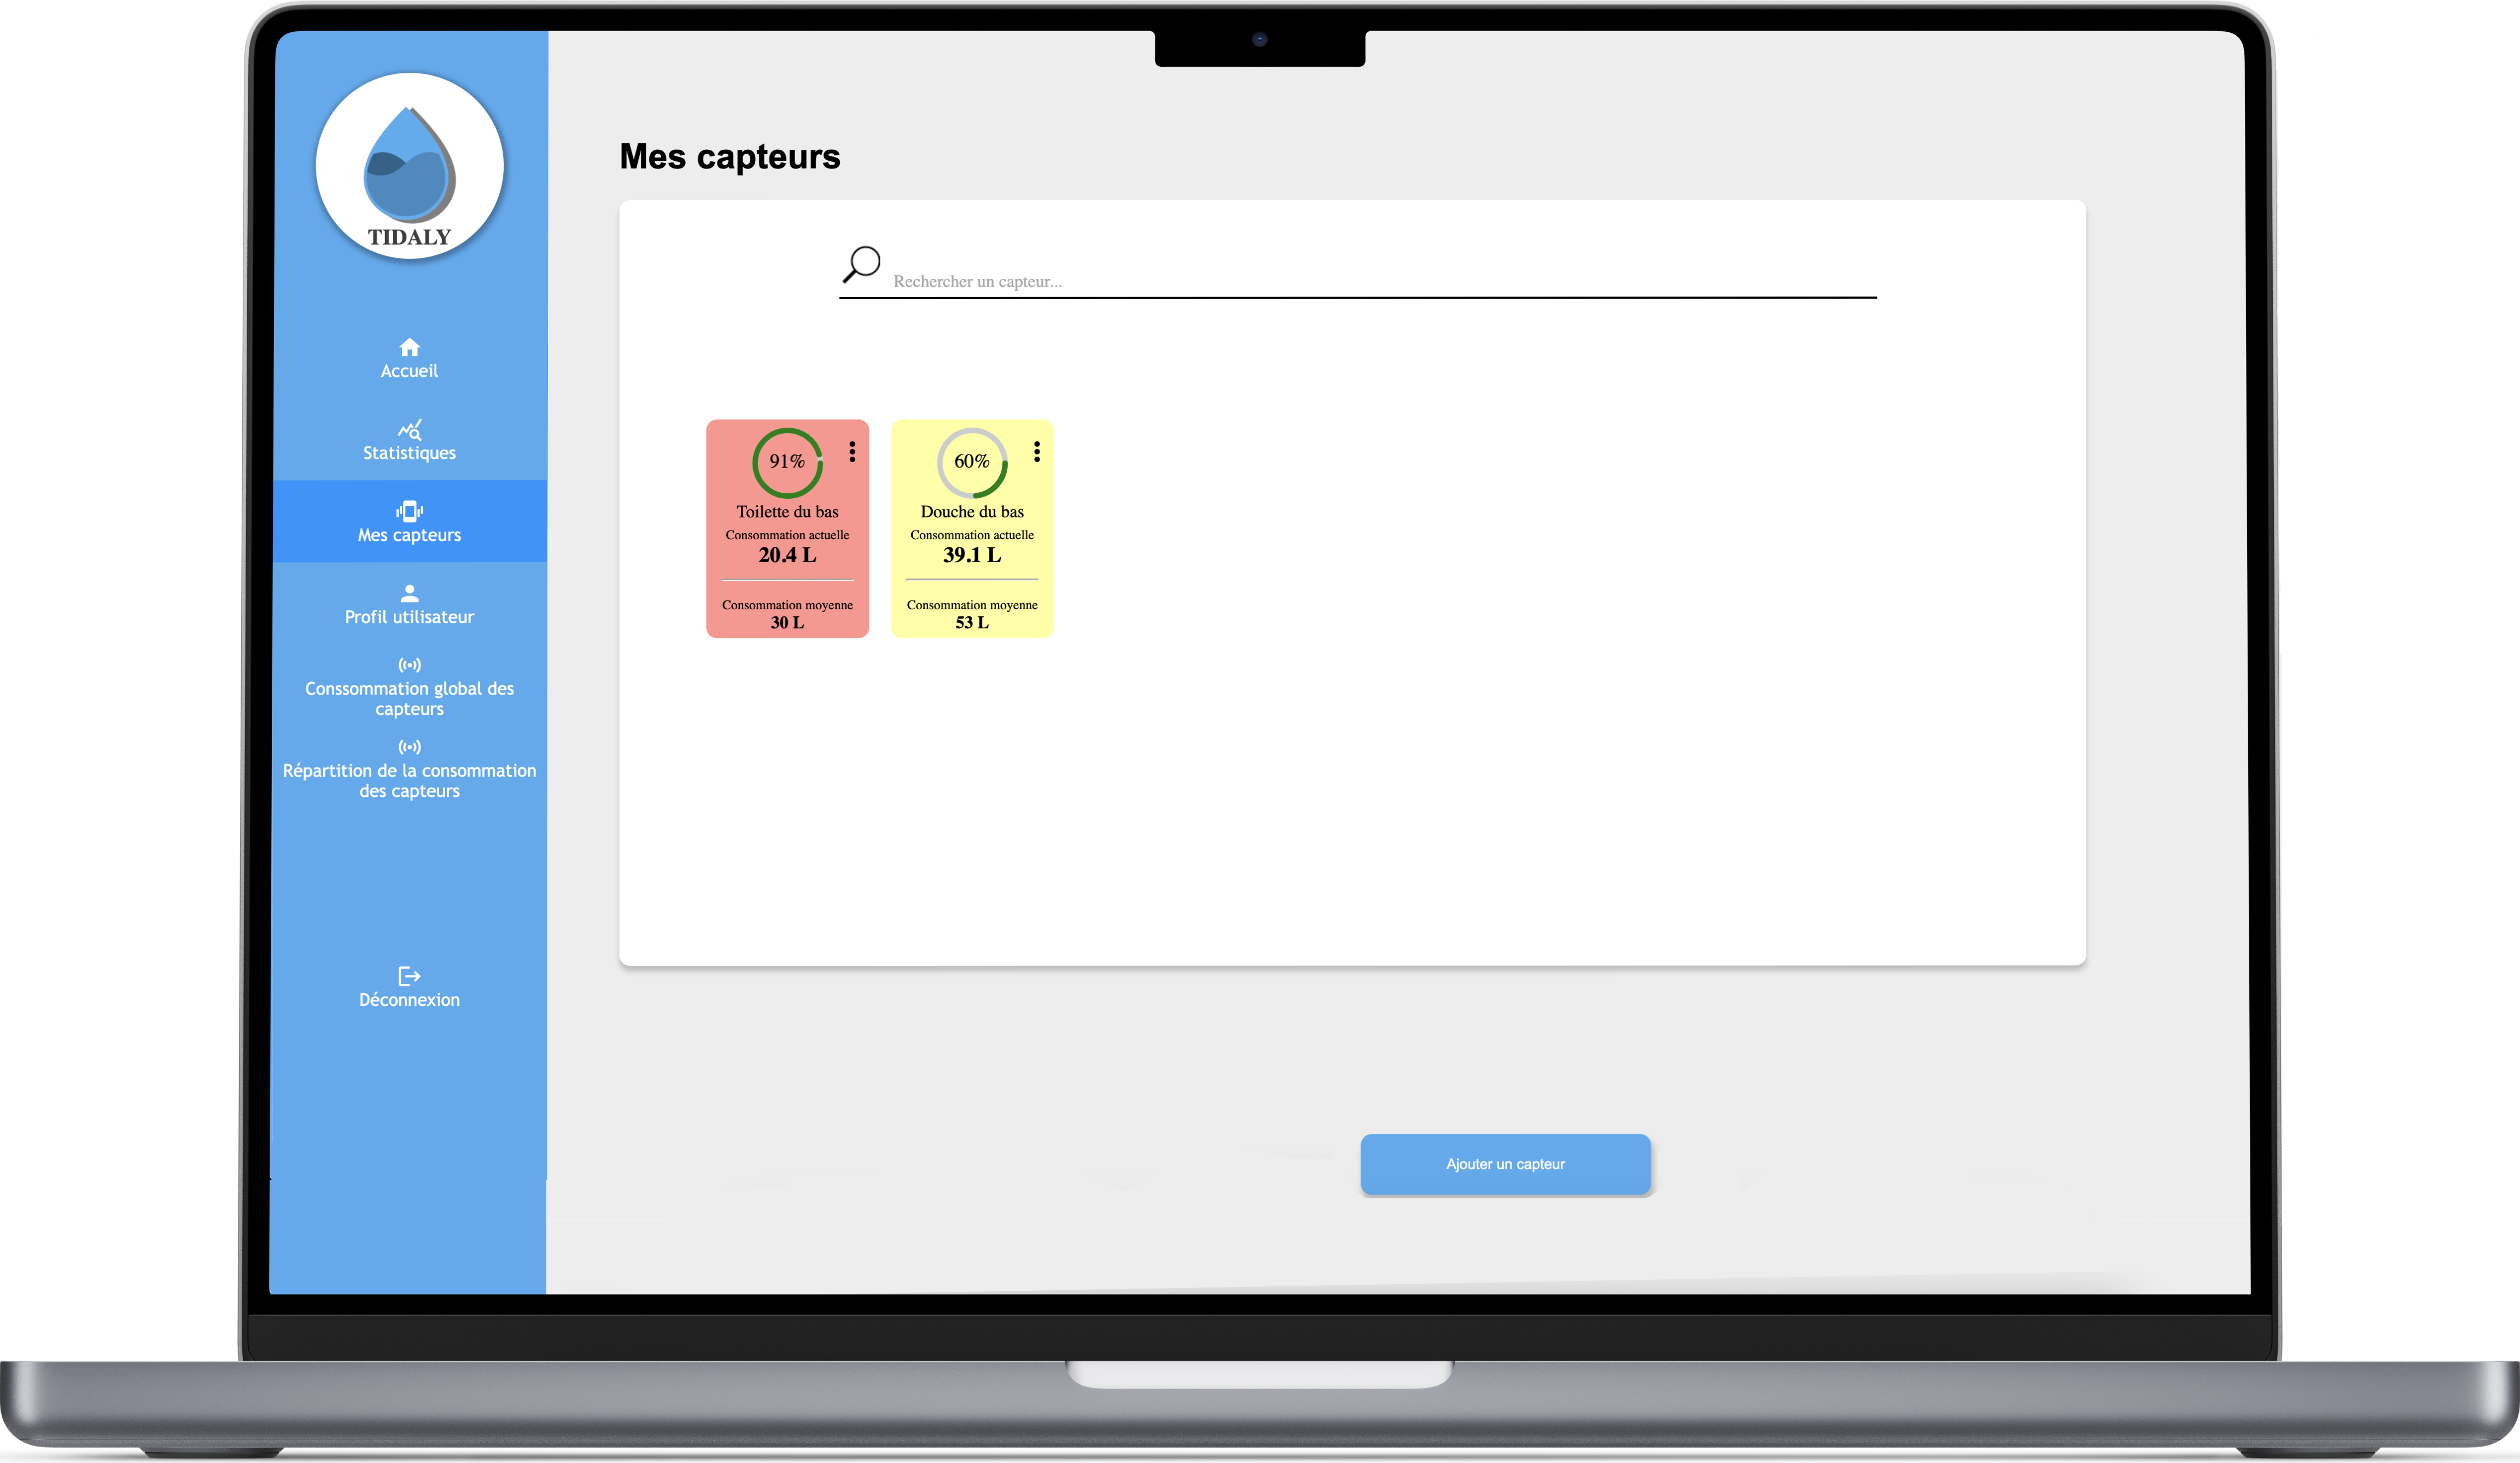 TIDALY
Accueil
Statistiques
Mes capteurs
Profil utilisateur
Conssommation global des
capteurs
Répartition de la consommation
des capteurs
Déconnexion
Mes capteurs
Rechercher un capteur...
91%
Toilette du bas
Consommation actuelle
20.4 L
Consommation moyenne
30 L
60%
Douche du bas
Consommation actuelle
39.1 L
Consommation moyenne
53 L
Ajouter un capteur